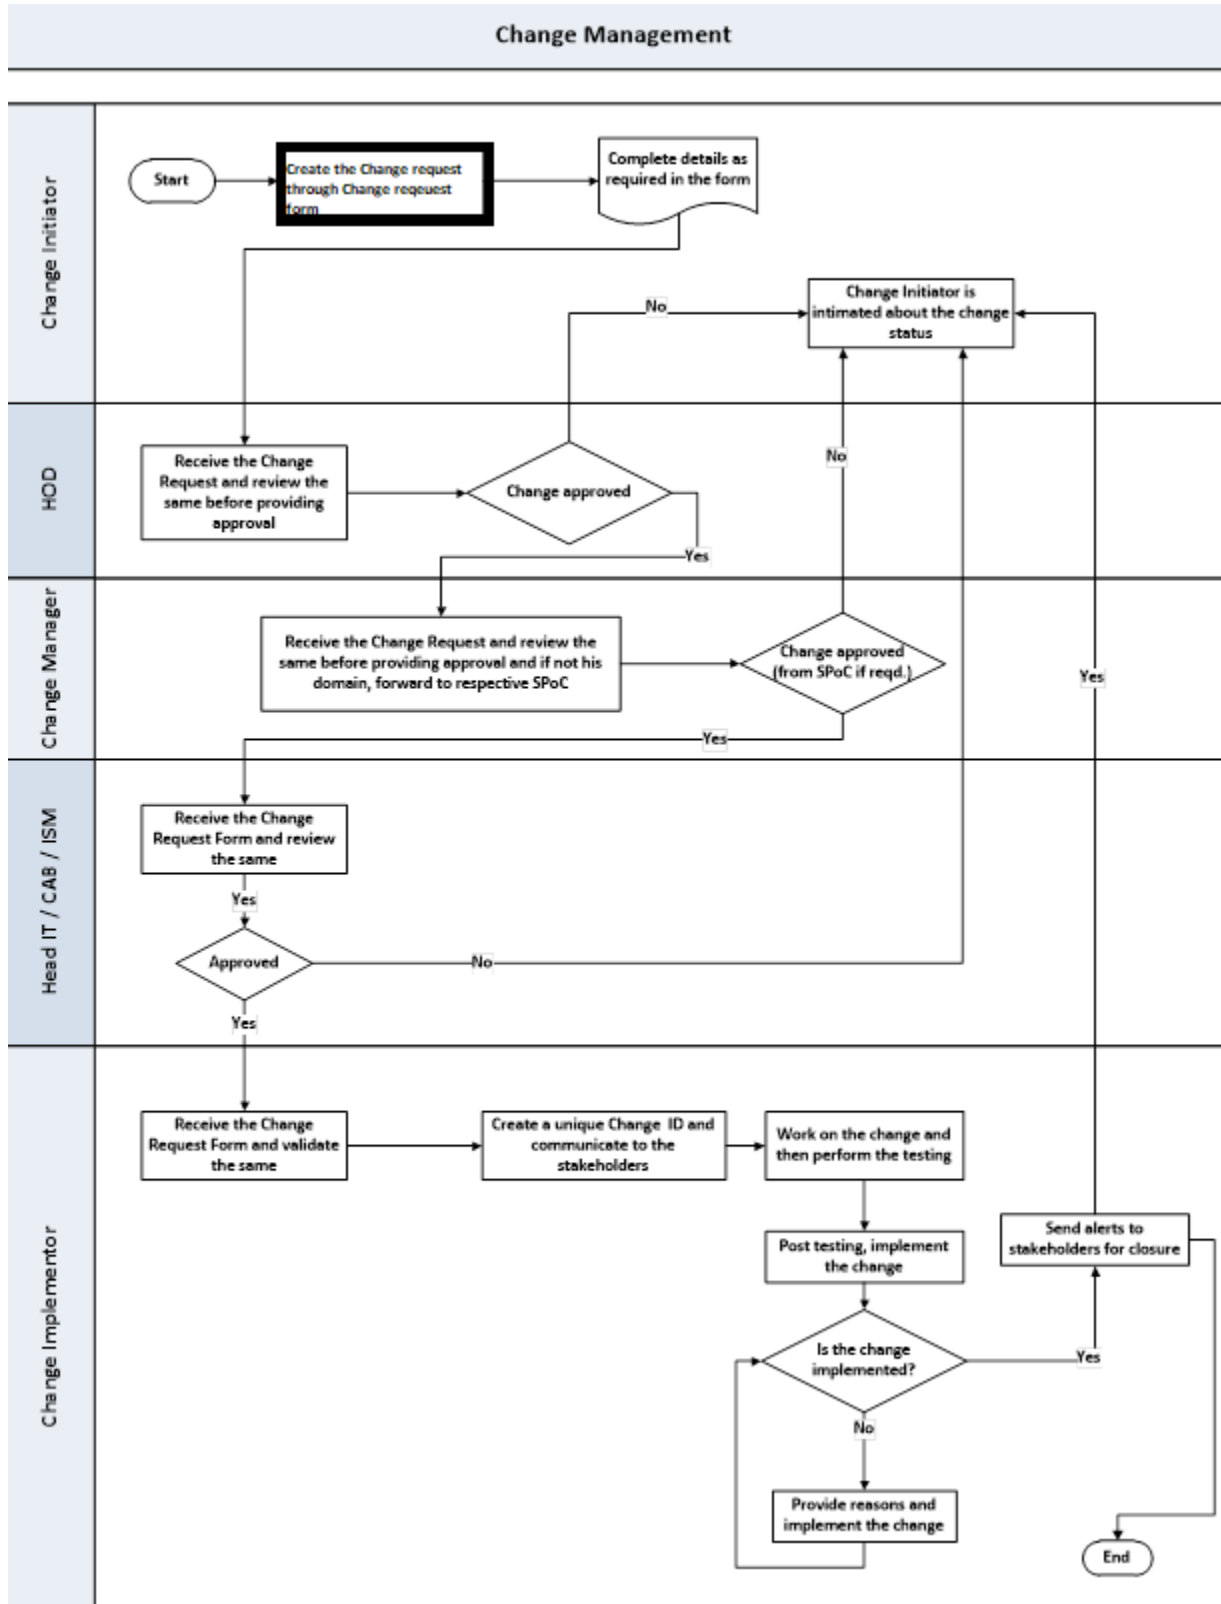 Change Management
Change Initiator
Start
Create the Change request
through Change reqeuest
form
Complete details as
required in the form
Change Initiator is
intimated about the change
status
No
HOD
Receive the Change
Request and review the
same before providing
approval
Change approved
No
Yes
Change Manager
Receive the Change Request and review the
same before providing approval and if not his
domain, forward to respective SPoC
Change approved
(from SPoC if reqd.)
Yes
Yes
Head IT / CAB / ISM
Receive the Change
Request Form and review
the same
Yes
Approved
No
Yes
Change Implementor
Receive the Change
Request Form and validate
the same
Create a unique Change ID and
communicate to the
stakeholders
Work on the change and
then perform the testing
Post testing, implement
the change
Send alerts to
stakeholders for closure
Is the change
implemented?
Yes
No
Provide reasons and
implement the change
End